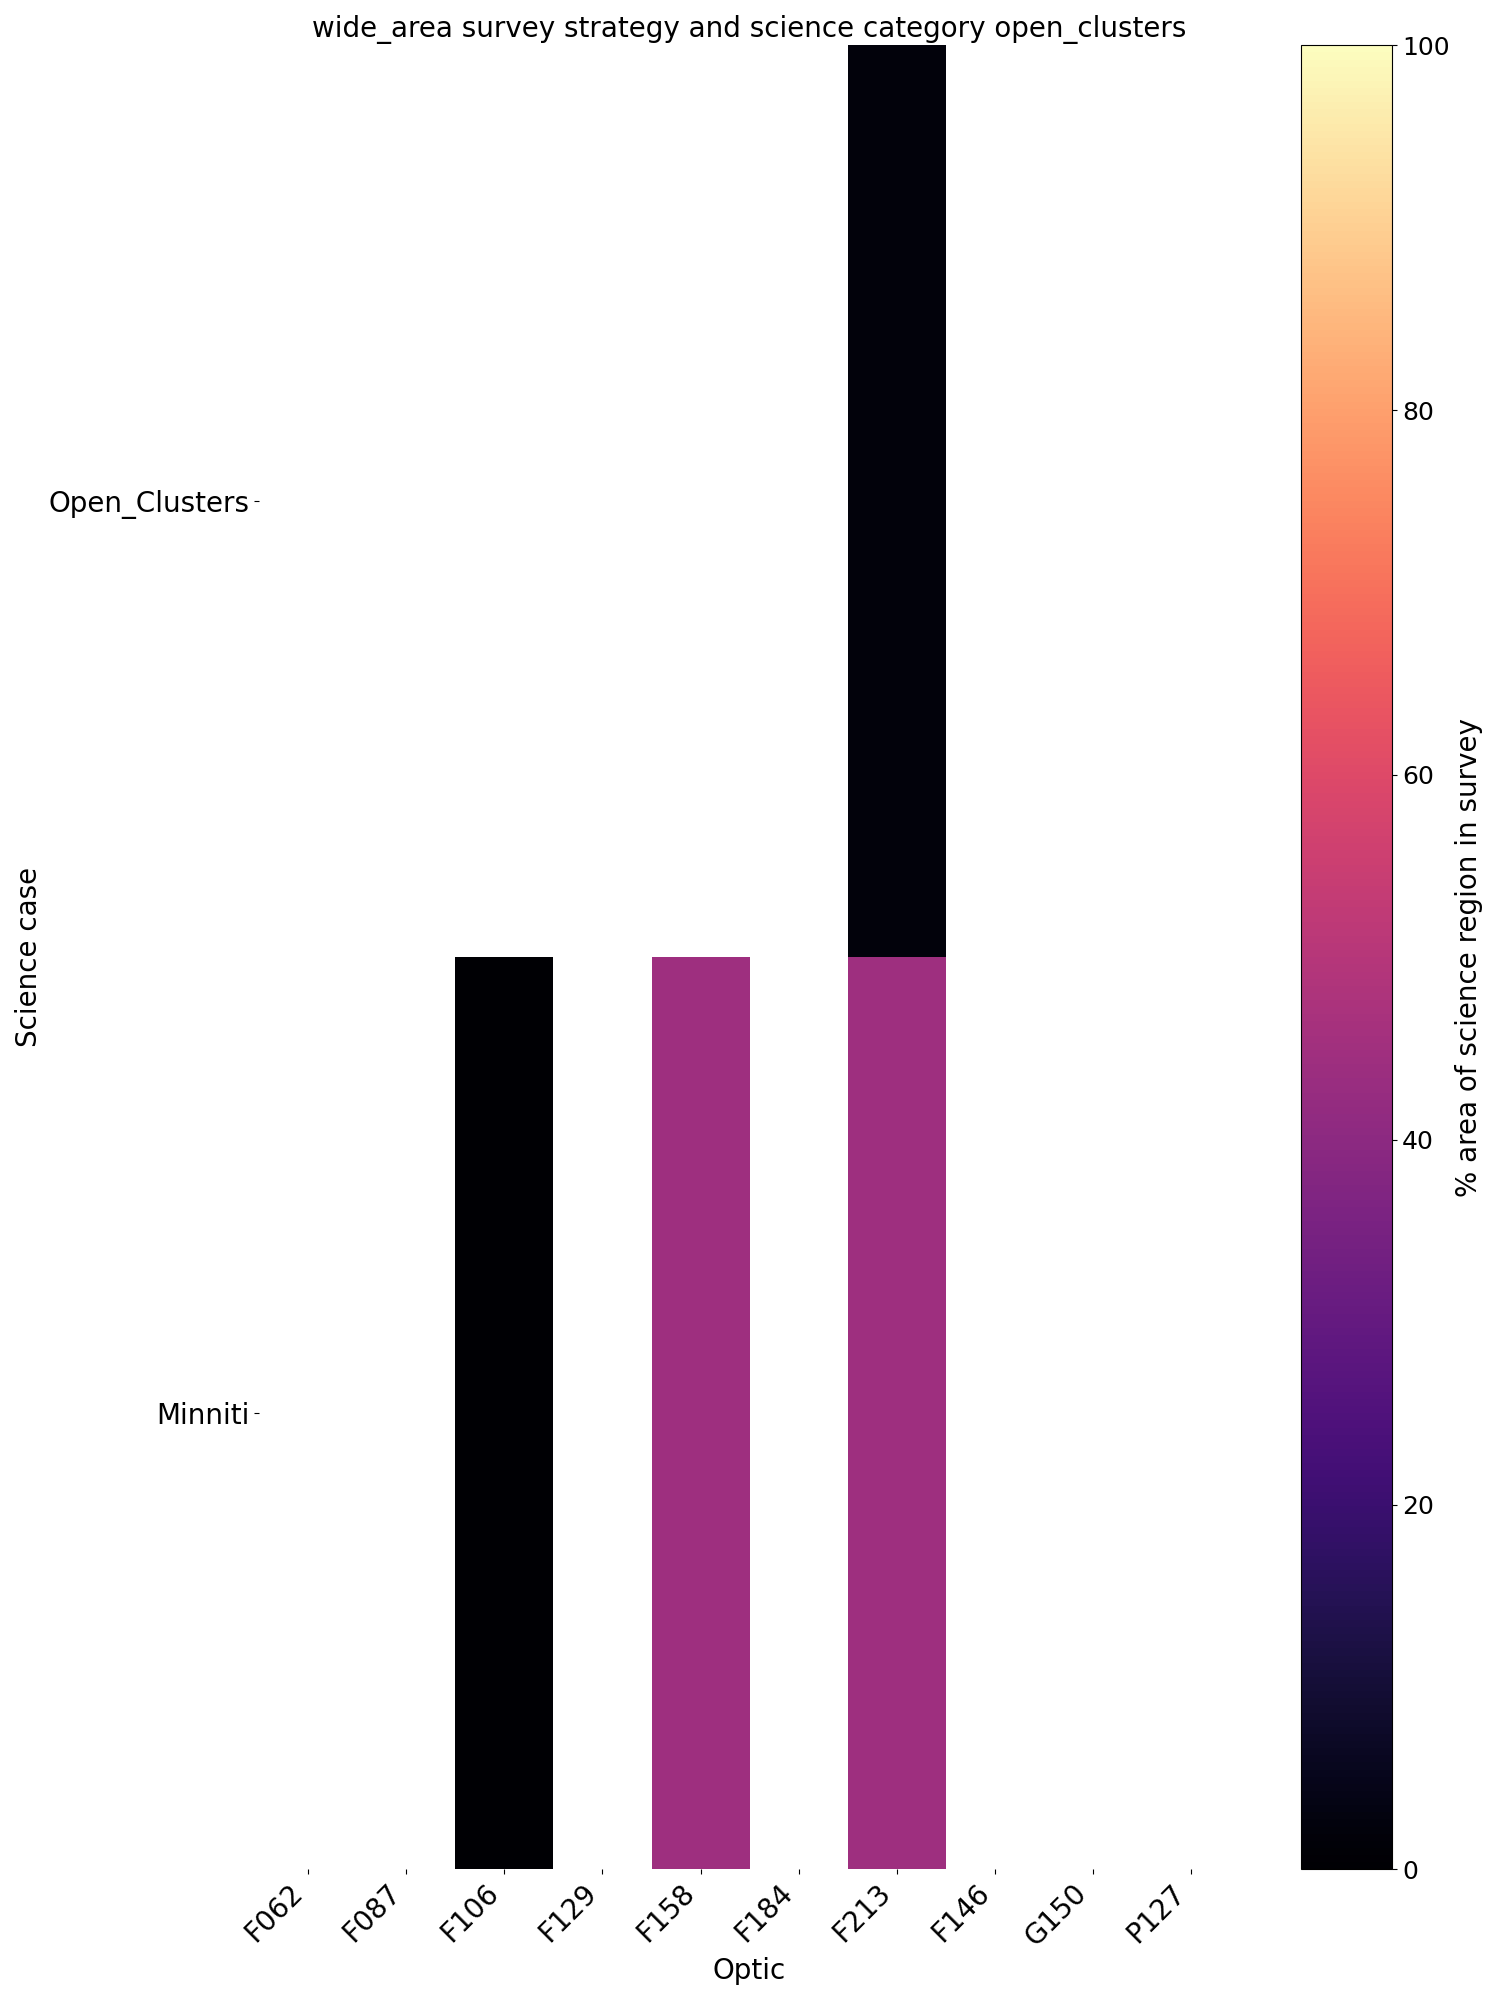 wide_area survey strategy and science category open_clusters
Science case
Open_Clusters
Minniti
F062
F087
F106
F129
F158
F184
F213
F146
G150
P127
Optic
100
80
60
40
20
0
% area of science region in survey